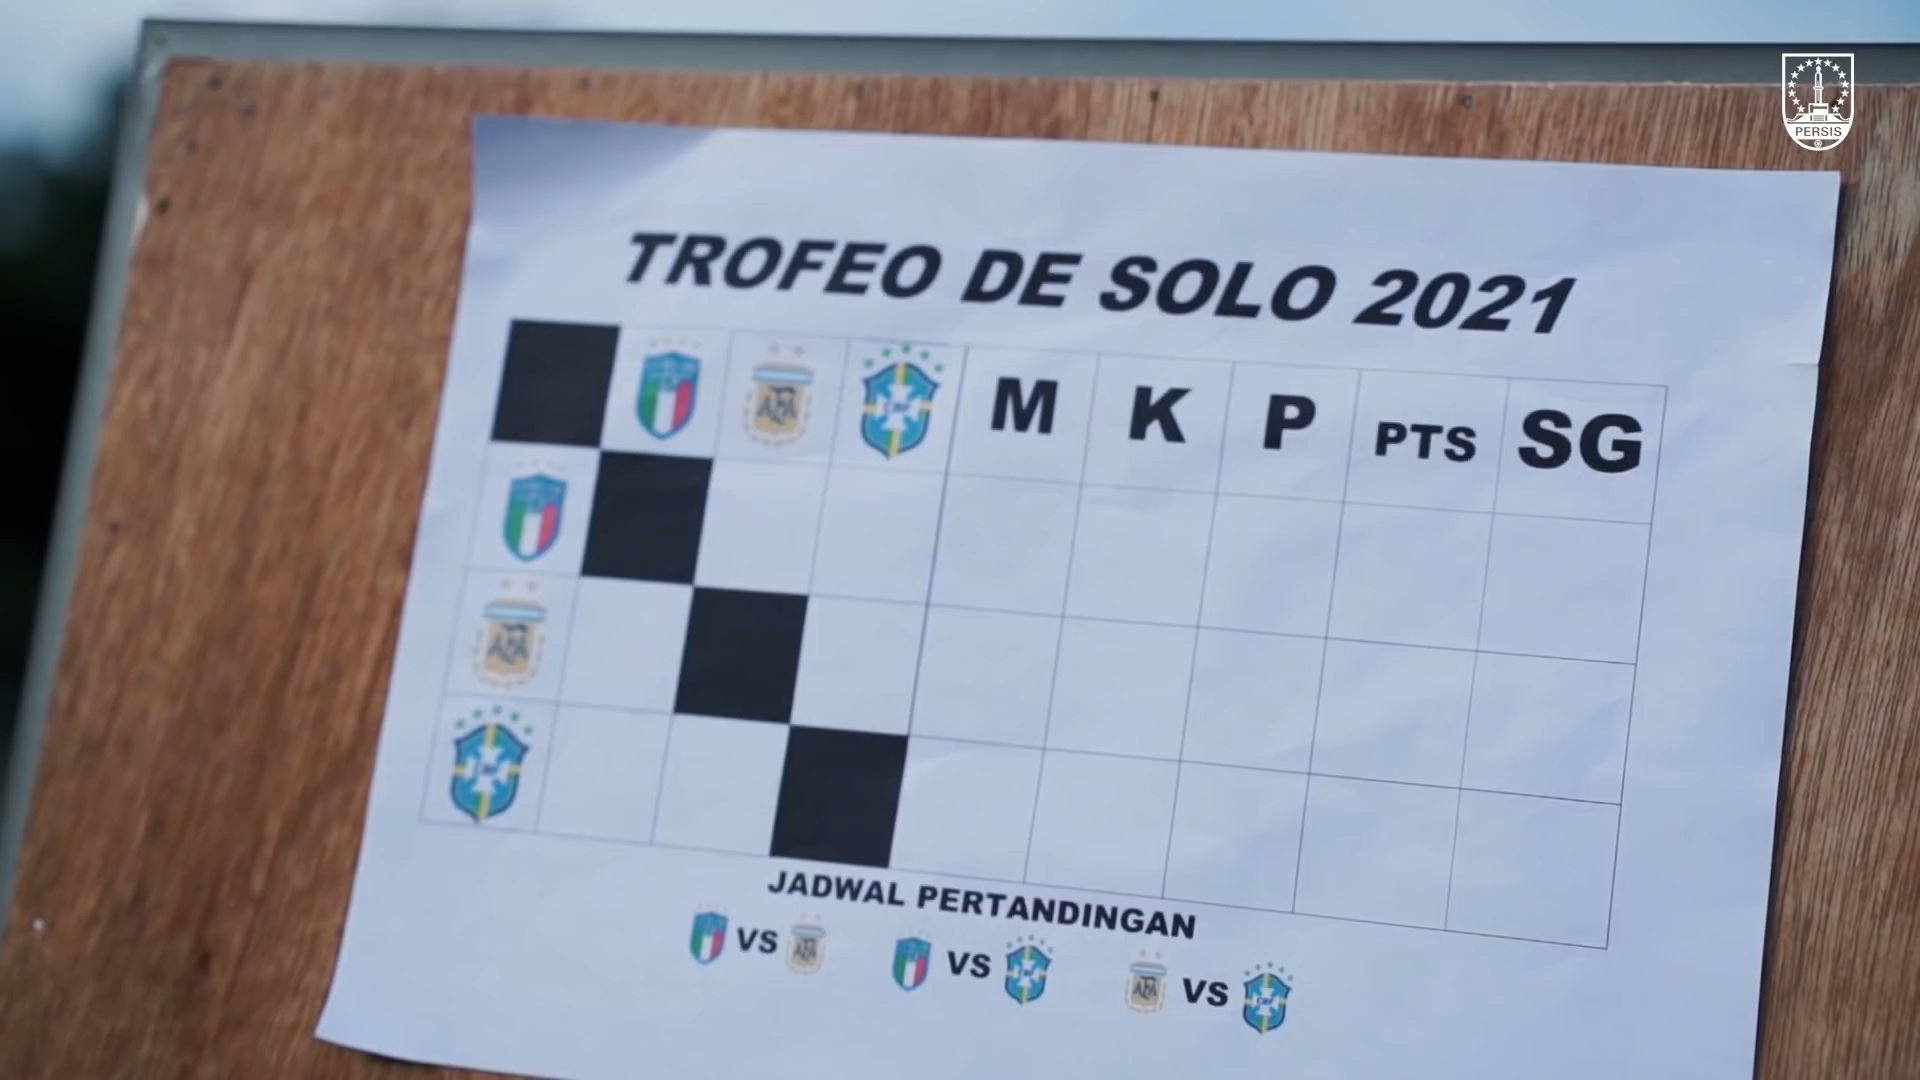 PERSIS
TROFEO DE SOLO 2021
M K P PTS SG
JADWAL PERTANDINGAN
VS VS VS